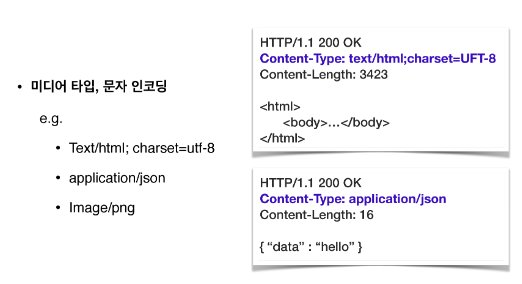 • 미디어 타입, 문자 인코딩
e.g.
• Text/html; charset=utf-8
• application/json
• Image/png
HTTP/1.1 200 OK
Content-Type: text/html;charset=UFT-8
Content-Length: 3423
<html>
<body>...</body>
</html>
HTTP/1.1 200 OK
Content-Type: application/json
Content-Length: 16
{ “data” : “hello” }